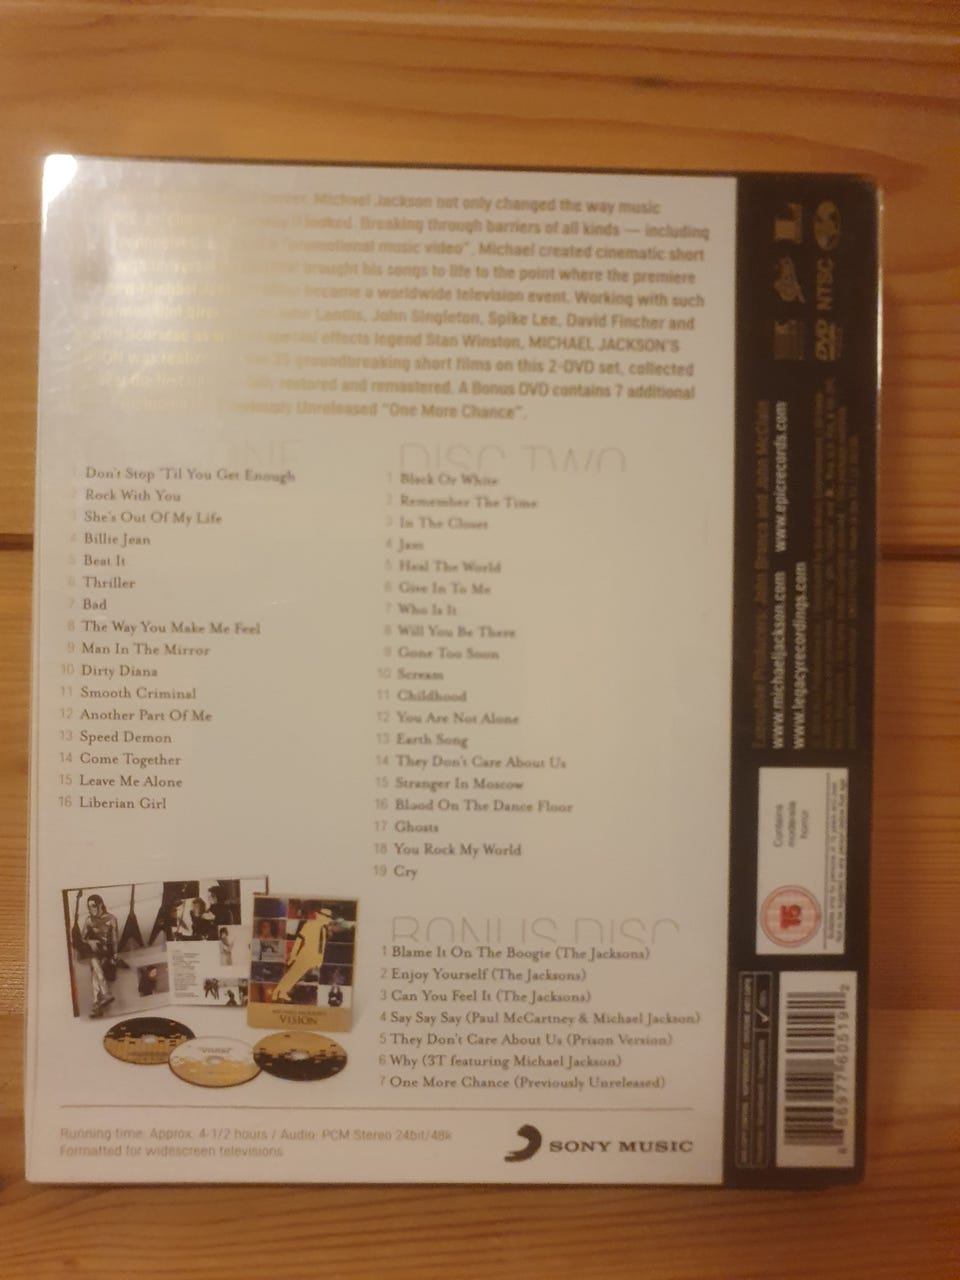 Michael Jackson not only changed the way music
it looked. Breaking through barriers of all kinds — including
"promotional music video". Michael created cinematic short
brought his songs to life to the point where the premiere
became a worldwide television event. Working with such
John Landis, John Singleton, Spike Lee, David Fincher and
special effects legend Stan Winston, MICHAEL JACKSON'S
35 groundbreaking short films on this 2-DVD set, collected
restored and remastered. A Bonus DVD contains 7 additional
Previously Unreleased "One More Chance".
ONE
1 Don't Stop 'Til You Get Enough
2 Rock With You
3 She's Out Of My Life
4 Billie Jean
5 Beat It
6 Thriller
7 Bad
8 The Way You Make Me Feel
9 Man In The Mirror
10 Dirty Diana
11 Smooth Criminal
12 Another Part Of Me
13 Speed Demon
14 Come Together
15 Leave Me Alone
16 Liberian Girl
DISC TWO
1 Black Or White
2 Remember The Time
3 In The Closet
4 Jam
5 Heal The World
6 Give In To Me
7 Who Is It
8 Will You Be There
9 Gone Too Soon
10 Scream
11 Childhood
12 You Are Not Alone
13 Earth Song
14 They Don't Care About Us
15 Stranger In Moscow
16 Blood On The Dance Floor
17 Ghosts
18 You Rock My World
19 Cry
BONUS DISC
1 Blame It On The Boogie (The Jacksons)
2 Enjoy Yourself (The Jacksons)
3 Can You Feel It (The Jacksons)
4 Say Say Say (Paul McCartney & Michael Jackson)
5 They Don't Care About Us (Prison Version)
6 Why (3T featuring Michael Jackson)
7 One More Chance (Previously Unreleased)
VISION
Running time: Approx. 4-1/2 hours / Audio: PCM Stereo 24bit/48k
Formatted for widescreen televisions
SONY MUSIC
DVD NTSC
Executive Producers: John Branca and John McClain
www.michaeljackson.com www.epicrecords.com
www.legacyrecordings.com
Contains
moderate
horror
15
8 86977 60519 2